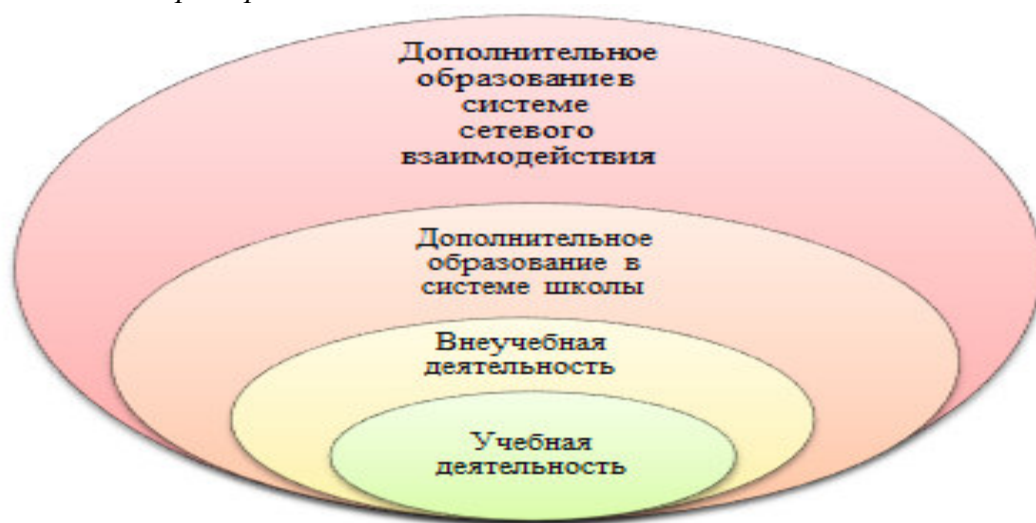 Дополнительное
образование в
системе
сетевого
взаимодействия
Дополнительное
образование в
системе школы
Внеучебная
деятельность
Учебная
деятельность